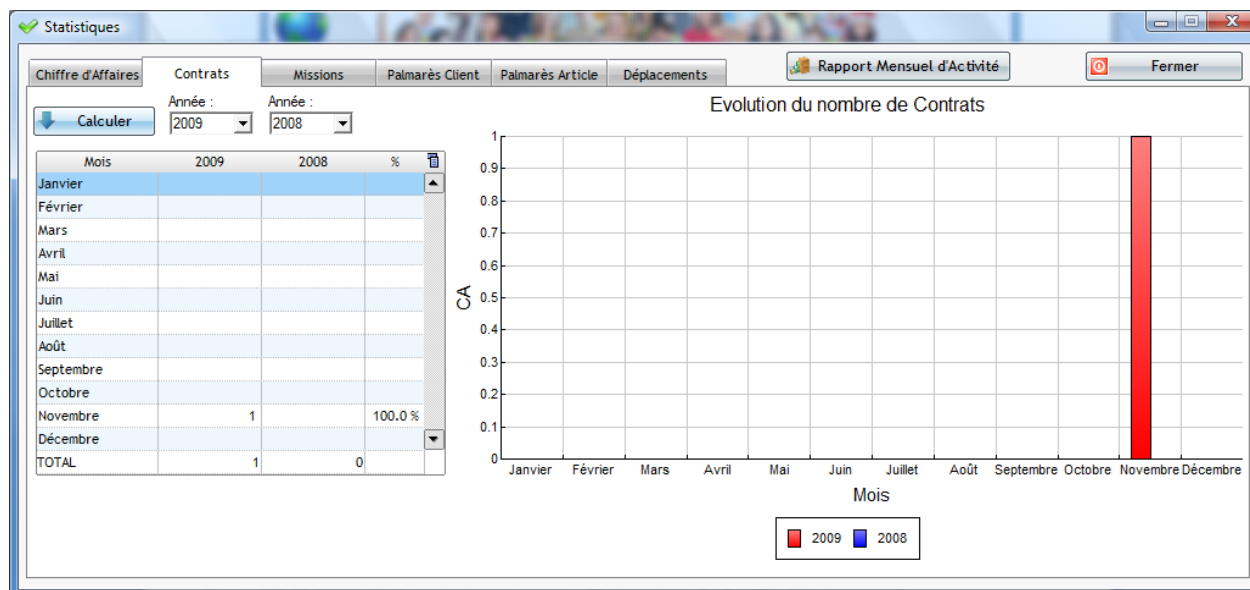 Statistiques
Chiffre d'Affaires Contrats Missions Palmarès Client Palmarès Article Déplacements Rapport Mensuel d'Activité Fermer
Calculer
Année : Année :
2009 2008
Mois 2009 2008 %
Janvier
Février
Mars
Avril
Mai
Juin
Juillet
Août
Septembre
Octobre
Novembre 1 100.0 %
Décembre
TOTAL 1 0
Evolution du nombre de Contrats
CA
1
0.9
0.8
0.7
0.6
0.5
0.4
0.3
0.2
0.1
0
Janvier Février Mars Avril Mai Juin Juillet Août Septembre Octobre Novembre Décembre
Mois
2009 2008